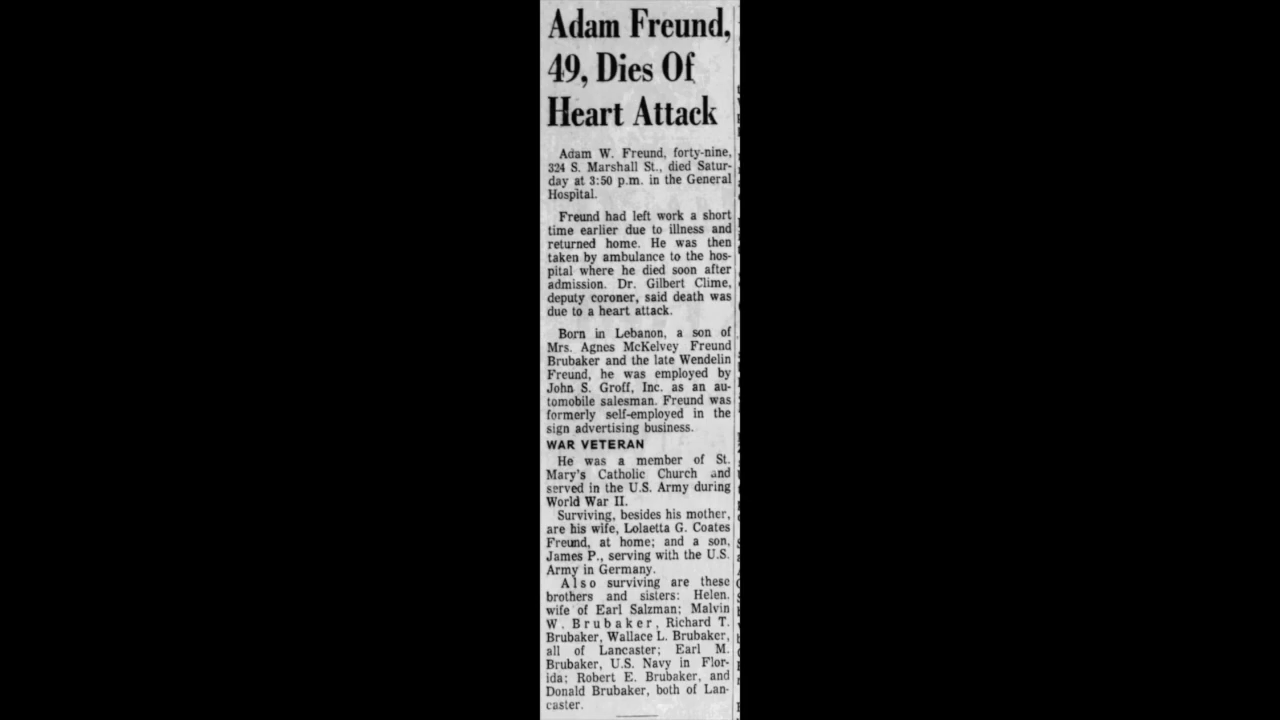 Adam Freund,
49, Dies Of
Heart Attack
Adam W. Freund, forty-nine,
324 S. Marshall St., died Satur-
day at 3:50 p.m. in the General
Hospital.
Freund had left work a short
time earlier due to illness and
returned home. He was then
taken by ambulance to the hos-
pital where he died soon after
admission. Dr. Gilbert Clime,
deputy coroner, said death was
due to a heart attack.
Born in Lebanon, a son of
Mrs. Agnes McKelvey Freund
Brubaker and the late Wendelin
Freund, he was employed by
John S. Groff, Inc. as an au-
tomobile salesman. Freund was
formerly self-employed in the
sign advertising business.
WAR VETERAN
He was a member of St.
Mary's Catholic Church and
served in the U.S. Army during
World War II.
Surviving, besides his mother,
are his wife, Lolaetta G. Coates
Freund, at home; and a son,
James P., serving with the U.S.
Army in Germany.
Also surviving are these
brothers and sisters: Helen.
wife of Earl Salzman; Malvin
W. Brubaker, Richard T.
Brubaker, Wallace L. Brubaker,
all of Lancaster; Earl M.
Brubaker, U.S. Navy in Flor-
ida; Robert E. Brubaker, and
Donald Brubaker, both of Lan-
caster.